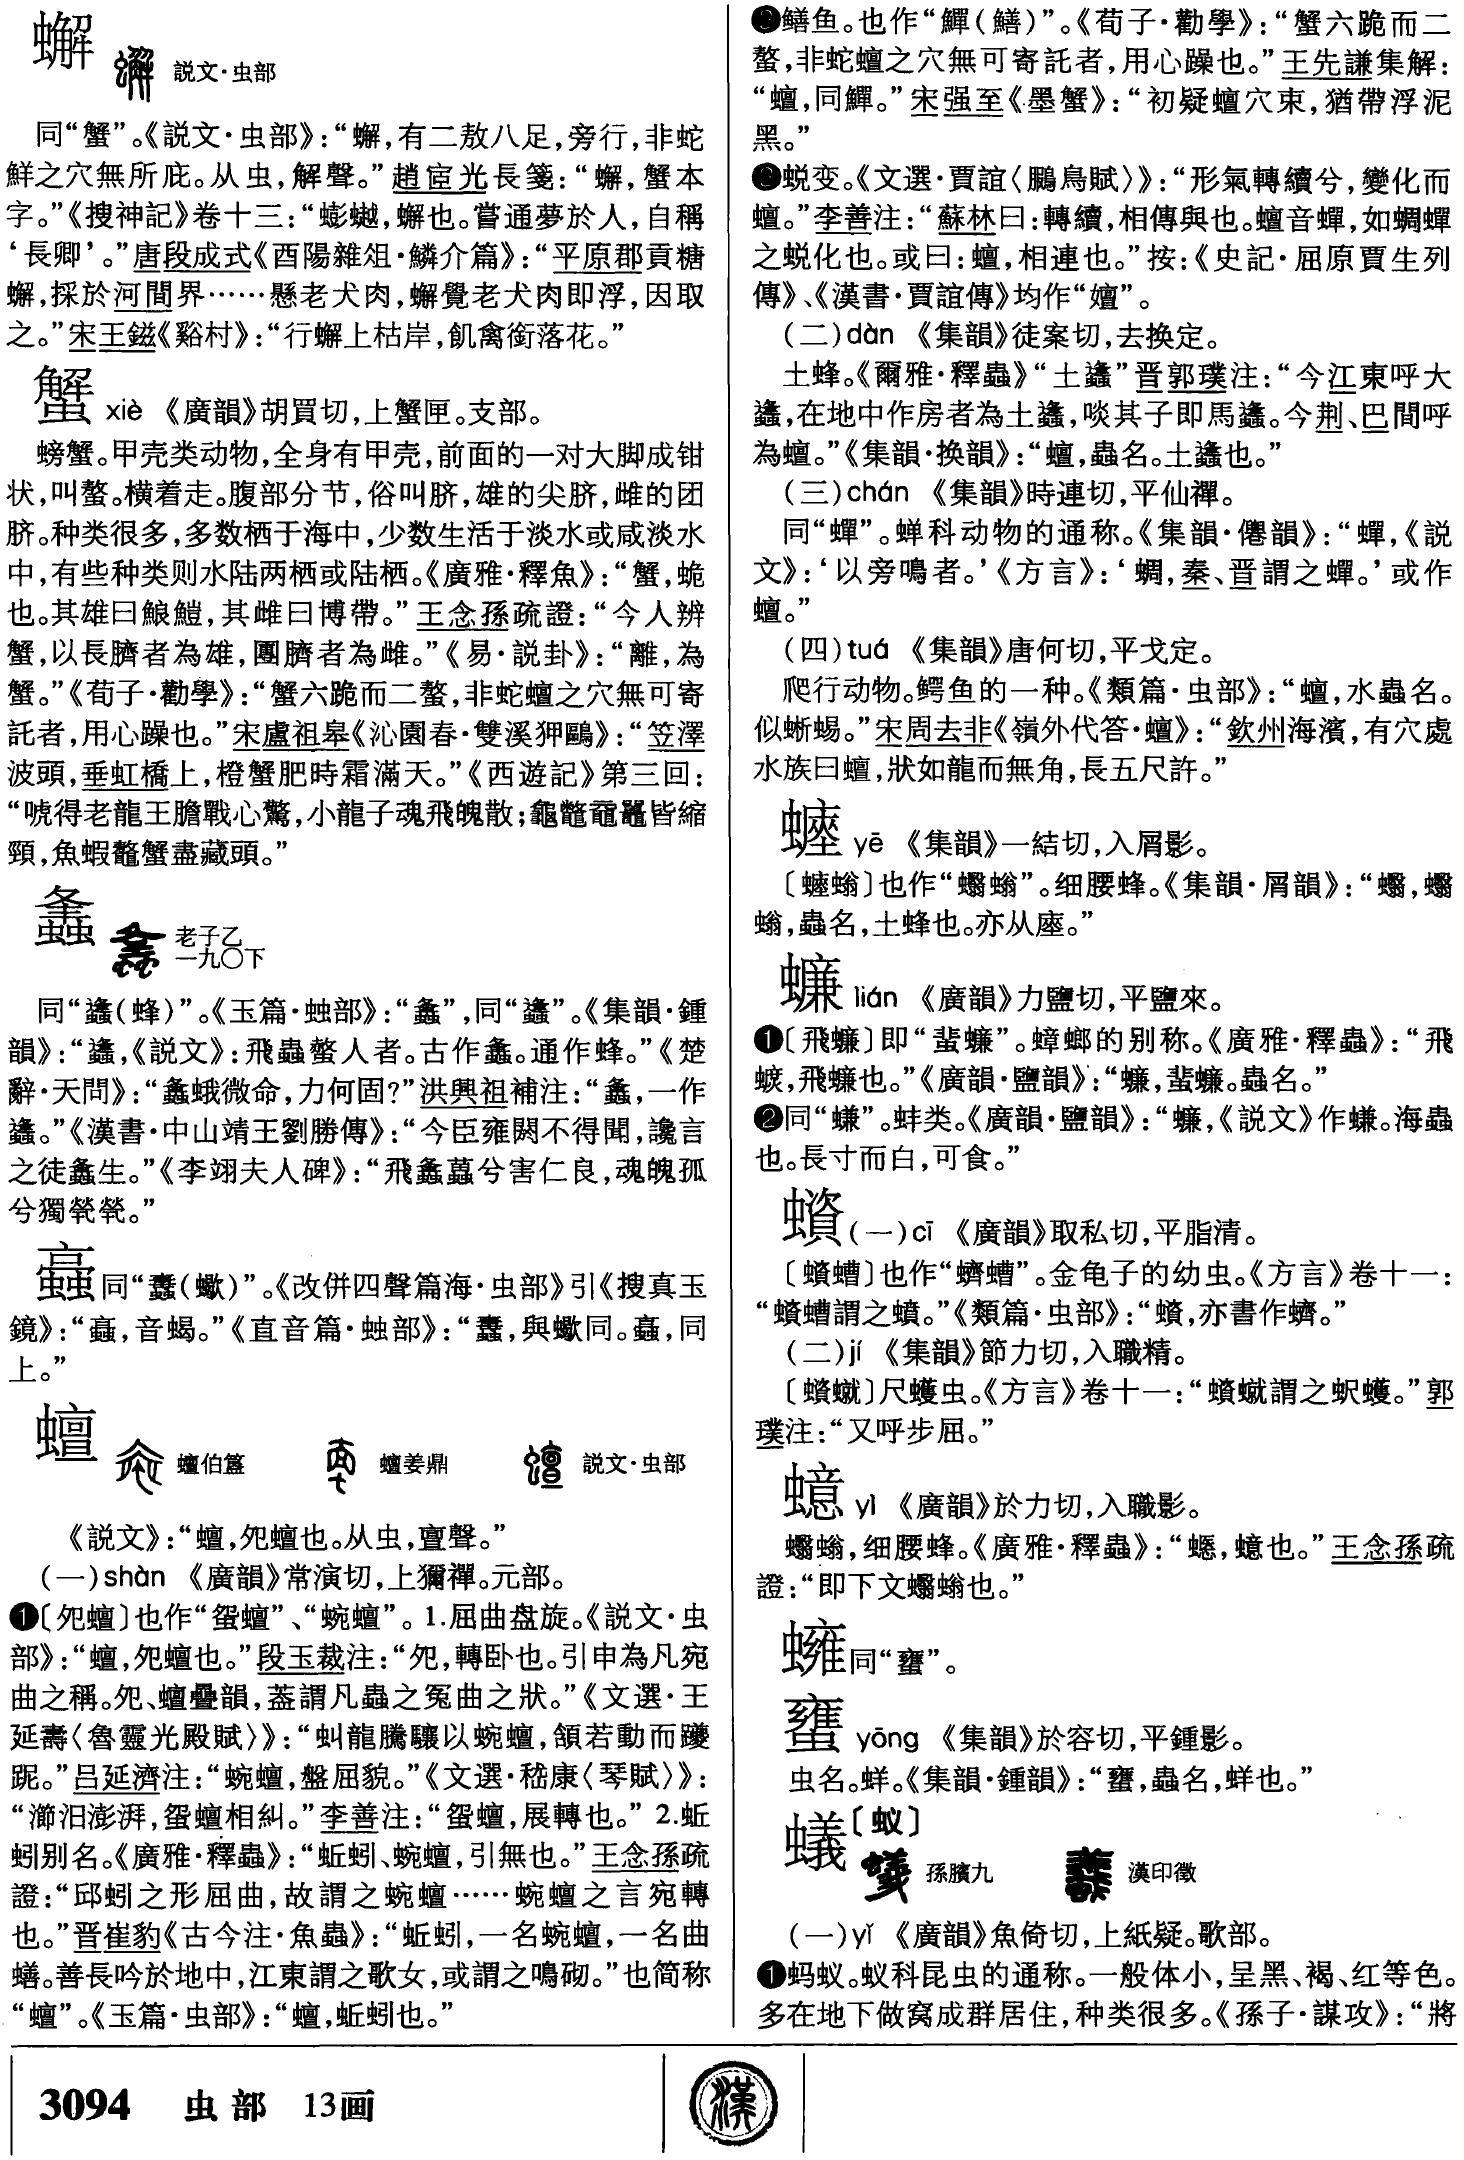 蠏 説文·虫部
同“蟹”。《説文·虫部》：“蠏，有二敖八足，旁行，非蛇
鮮之穴無所庇。从虫，解聲。”趙宧光長箋：“蠏，蟹本
字。”《搜神記》卷十三：“蟛𧑅，蠏也。嘗通夢於人，自稱
‘長卿’。”唐段成式《酉陽雜俎·鱗介篇》：“平原郡貢糖
蠏，採於河間界……懸老犬肉，蠏覺老犬肉即浮，因取
之。”宋王鎡《谿村》：“行蠏上枯岸，飢禽銜落花。”
蟹 xiè 《廣韻》胡買切，上蟹匣。支部。
螃蟹。甲壳类动物，全身有甲壳，前面的一对大脚成钳
状，叫螯。横着走。腹部分节，俗叫脐，雄的尖脐，雌的团
脐。种类很多，多数栖于海中，少数生活于淡水或咸淡水
中，有些种类则水陆两栖或陆栖。《廣雅·釋魚》：“蟹，蛫
也。其雄曰鯸䱺，其雌曰博帶。”王念孫疏證：“今人辨
蟹，以長臍者為雄，團臍者為雌。”《易·説卦》：“離，為
蟹。”《荀子·勸學》：“蟹六跪而二螯，非蛇蟺之穴無可寄
託者，用心躁也。”宋盧祖皋《沁園春·雙溪狎鷗》：“笠澤
波頭，垂虹橋上，橙蟹肥時霜滿天。”《西遊記》第三回：
“唬得老龍王膽戰心驚，小龍子魂飛魄散；龜鼈黿鼉皆縮
頸，魚蝦鼇蟹盡藏頭。”
螽 老子乙一九〇下
同“蠭（蜂）”。《玉篇·䖵部》：“䗬”，同“蠭”。《集韻·鍾
韻》：“蠭，《説文》：飛蟲螫人者。古作䗬。通作蜂。”《楚
辭·天問》：“䗬蛾微命，力何固？”洪興祖補注：“䗬，一作
蠭。”《漢書·中山靖王劉勝傳》：“今臣雍閼不得聞，讒言
之徒䗬生。”《李翊夫人碑》：“飛䗬蠚兮害仁良，魂魄孤
兮獨煢煢。”
同“蠹（蠍）”。《改併四聲篇海·虫部》引《搜真玉
鏡》：“，音蝎。”《直音篇·䖵部》：“，與蠍同。，同
上。”
蟺 蟺伯簋 蟺姜鼎 説文·虫部
《説文》：“蟺，夗蟺也。从虫，亶聲。”
（一）shàn 《廣韻》常演切，上獮禪。元部。
❶〔夗蟺〕也作“䖤蟺”、“蜿蟺”。1.屈曲盘旋。《説文·虫
部》：“蟺，夗蟺也。”段玉裁注：“夗，轉卧也。引申為凡宛
曲之稱。夗、蟺疊韻，葢謂凡蟲之冤曲之狀。”《文選·王
延壽〈魯靈光殿賦〉》：“虯龍騰驤以蜿蟺，頷若動而躨
跜。”吕延濟注：“蜿蟺，盤屈貌。”《文選·嵇康〈琴賦〉》：
“瀄汩澎湃，䖤蟺相糾。”李善注：“䖤蟺，展轉也。”2.蚯
蚓别名。《廣雅·釋蟲》：“蚯蚓、蜿蟺，引無也。”王念孫疏
證：“邱蚓之形屈曲，故謂之蜿蟺……蜿蟺之言宛轉
也。”晋崔豹《古今注·魚蟲》：“蚯蚓，一名蜿蟺，一名曲
蟮。善長吟於地中，江東謂之歌女，或謂之鳴砌。”也简称
“蟺”。《玉篇·虫部》：“蟺，蚯蚓也。”
❷鳝鱼。也作“鱓（鳝）”。《荀子·勸學》：“蟹六跪而二
螯，非蛇蟺之穴無可寄託者，用心躁也。”王先謙集解：
“蟺，同鱓。”宋强至《墨蟹》：“初疑蟺穴束，猶帶浮泥
黑。”
❸蜕变。《文選·賈誼〈鵩鳥賦〉》：“形氣轉續兮，變化而
蟺。”李善注：“蘇林曰：轉續，相傳與也。蟺音蟬，如蜩蟬
之蜕化也。或曰：蟺，相連也。”按：《史記·屈原賈生列
傳》、《漢書·賈誼傳》均作“嬗”。
（二）dàn 《集韻》徒案切，去换定。
土蜂。《爾雅·釋蟲》“土蠭”晋郭璞注：“今江東呼大
蠭，在地中作房者為土蠭，啖其子即馬蠭。今荆、巴間呼
為蟺。”《集韻·换韻》：“蟺，蟲名。土蠭也。”
（三）chán 《集韻》時連切，平仙禪。
同“蟬”。蝉科动物的通称。《集韻·僊韻》：“蟬，《説
文》：‘以旁鳴者。’《方言》：‘蜩，秦、晋謂之蟬。’或作
蟺。”
（四）tuá 《集韻》唐何切，平戈定。
爬行动物。鳄鱼的一种。《類篇·虫部》：“蟺，水蟲名。
似蜥蜴。”宋周去非《嶺外代答·蟺》：“欽州海濱，有穴處
水族曰蟺，狀如龍而無角，長五尺許。”
yē 《集韻》一結切，入屑影。
〔螉〕也作“蠮螉”。细腰蜂。《集韻·屑韻》：“蠮，蠮
螉，蟲名，土蜂也。亦从。”
蠊 lián 《廣韻》力鹽切，平鹽來。
❶〔飛蠊〕即“蜚蠊”。蟑螂的别称。《廣雅·釋蟲》：“飛
蟅，飛蠊也。”《廣韻·鹽韻》：“蠊，蜚蠊。蟲名。”
❷同“螊”。蚌类。《廣韻·鹽韻》：“蠊，《説文》作螊。海蟲
也。長寸而白，可食。”
蠀（一）cī 《廣韻》取私切，平脂清。
〔蠀螬〕也作“蠐螬”。金龟子的幼虫。《方言》卷十一：
“蠀螬謂之蟦。”《類篇·虫部》：“蠀，亦書作蠐。”
（二）jí 《集韻》節力切，入職精。
〔蠀䗩〕尺蠖虫。《方言》卷十一：“蠀䗩謂之蚇蠖。”郭
璞注：“又呼步屈。”
䗷 yì 《廣韻》於力切，入職影。
蠮螉，细腰蜂。《廣雅·釋蟲》：“蟋，䗷也。”王念孫疏
證：“即下文蠮螉也。”
䗸同“䗸”。
yōng 《集韻》於容切，平鍾影。
虫名。蛘。《集韻·鍾韻》：“，蟲名，蛘也。”
蟻〔蚁〕 孫臏九 漢印徵
（一）yǐ 《廣韻》魚倚切，上紙疑。歌部。
❶蚂蚁。蚁科昆虫的通称。一般体小，呈黑、褐、红等色。
多在地下做窝成群居住，种类很多。《孫子·謀攻》：“將
3094 虫部 13画
漢